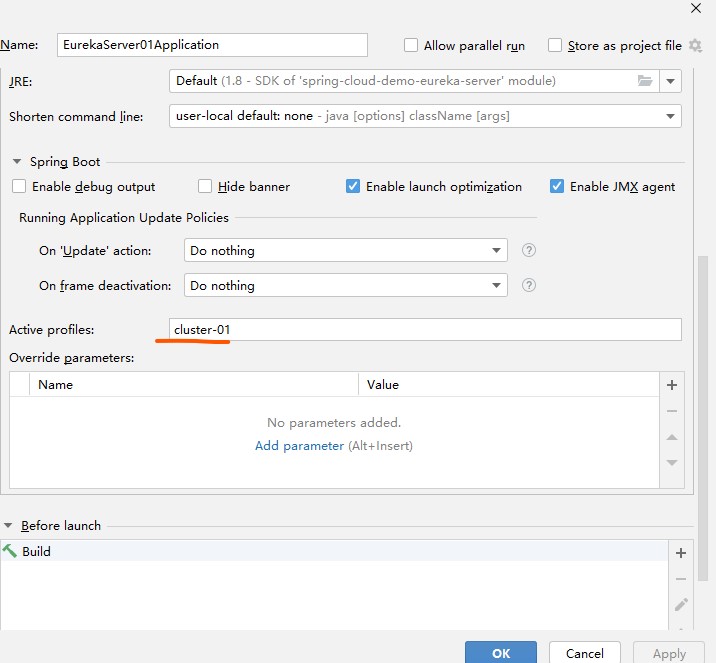 Name: EurekaServer01Application Allow parallel run Store as project file
JRE: Default (1.8 - SDK of 'spring-cloud-demo-eureka-server' module)
Shorten command line: user-local default: none - java [options] className [args]
Spring Boot
Enable debug output Hide banner Enable launch optimization Enable JMX agent
Running Application Update Policies
On 'Update' action: Do nothing ?
On frame deactivation: Do nothing ?
Active profiles: cluster-01
Override parameters:
Name Value
No parameters added.
Add parameter (Alt+Insert)
Before launch
Build
OK Cancel Apply